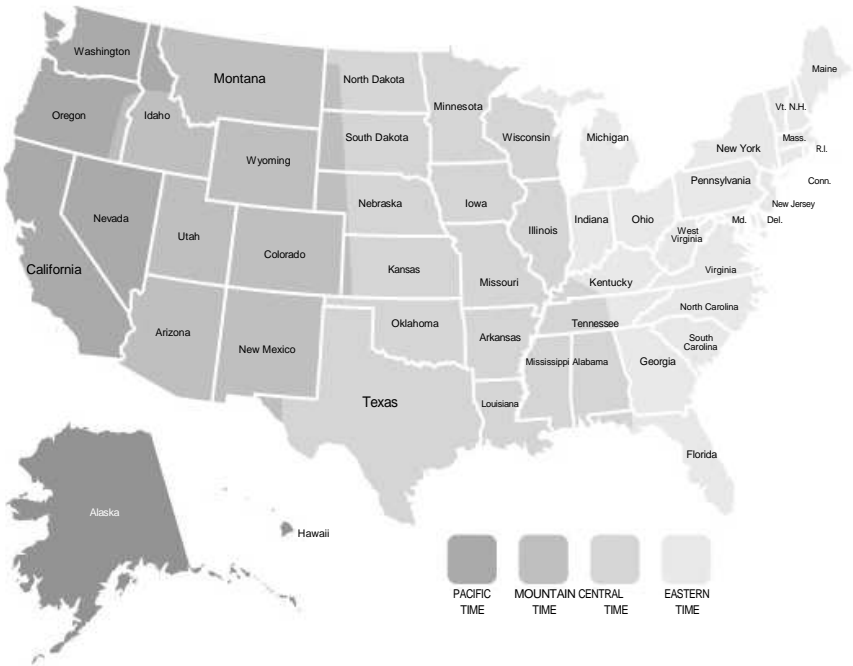 Washington
Maine
Montana
North Dakota
Minnesota
Vt. N.H.
Oregon
Idaho
South Dakota
Wisconsin
Michigan
Mass.
New York
R.I.
Wyoming
Pennsylvania
Conn.
Nebraska
Iowa
New Jersey
Nevada
Illinois
Indiana
Ohio
Md.
Del.
Utah
West
Virginia
Colorado
California
Kansas
Missouri
Kentucky
Virginia
North Carolina
Arizona
Oklahoma
Tennessee
New Mexico
Arkansas
South
Carolina
Mississippi
Alabama
Georgia
Texas
Louisiana
Florida
Alaska
Hawaii
PACIFIC
TIME
MOUNTAIN
TIME
CENTRAL
TIME
EASTERN
TIME